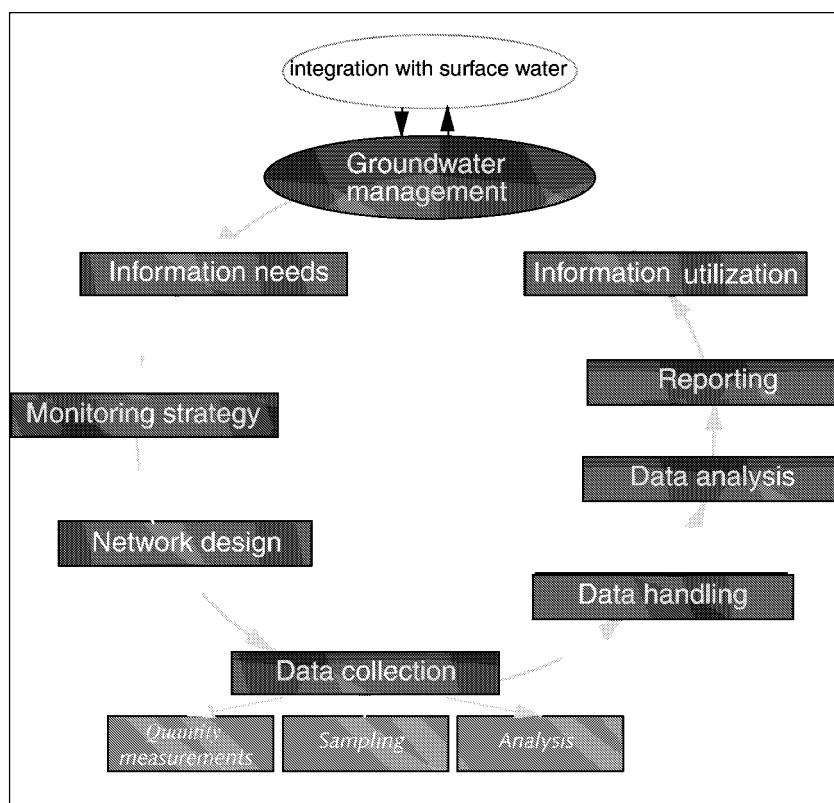 integration with surface water
Groundwater
management
Information needs
Information utilization
Monitoring strategy
Reporting
Data analysis
Network design
Data handling
Data collection
Quantity
measurements
Sampling
Analysis